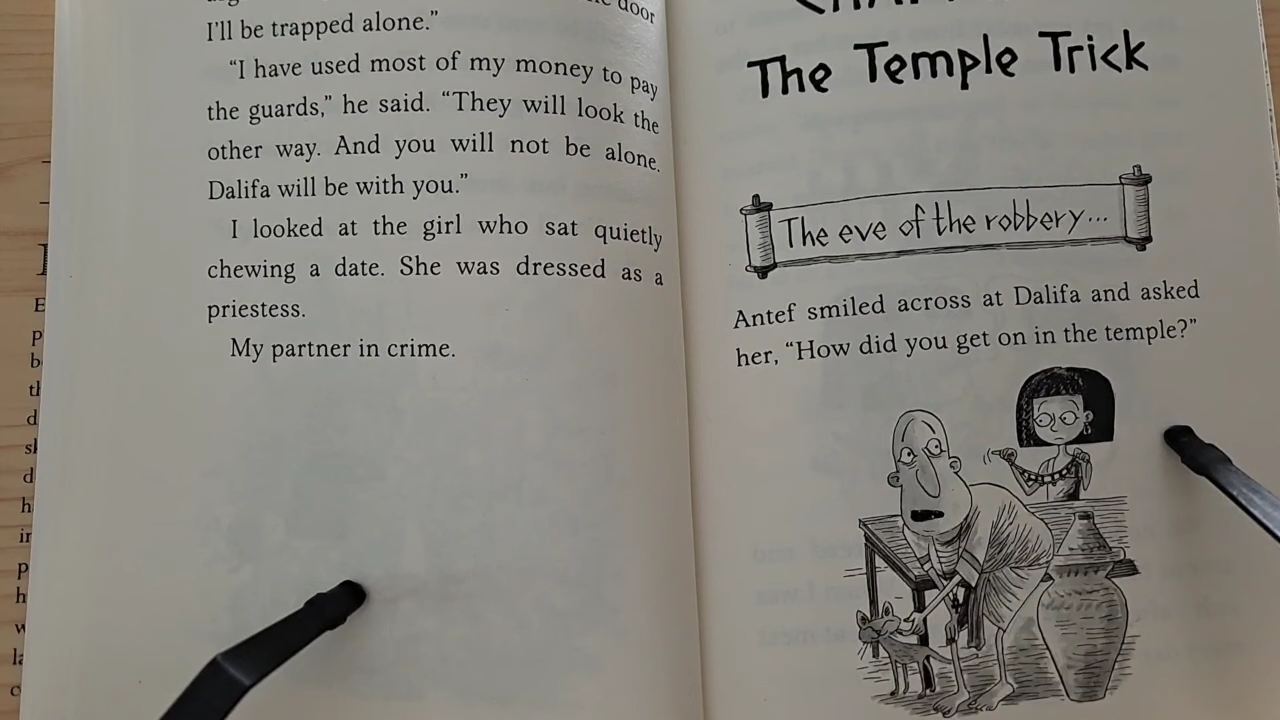 door
I'll be trapped alone.”
“I have used most of my money to pay
the guards,” he said. “They will look the
other way. And you will not be alone.
Dalifa will be with you.”
I looked at the girl who sat quietly
chewing a date. She was dressed as a
priestess.
My partner in crime.
The Temple Trick
The eve of the robbery...
Antef smiled across at Dalifa and asked
her, “How did you get on in the temple?”